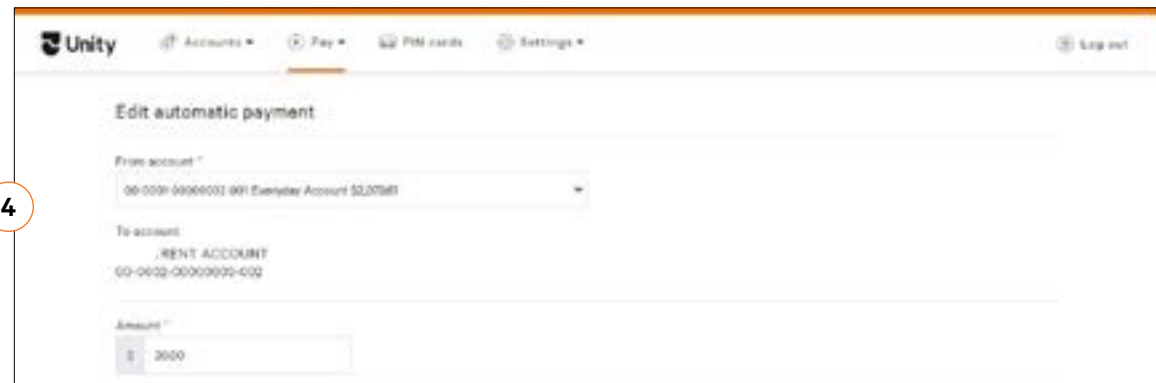 Unity Accounts Pay PIN cards Settings Log out
Edit automatic payment
From account *
Everyday Account
4
To account
RENT ACCOUNT
Amount *
$